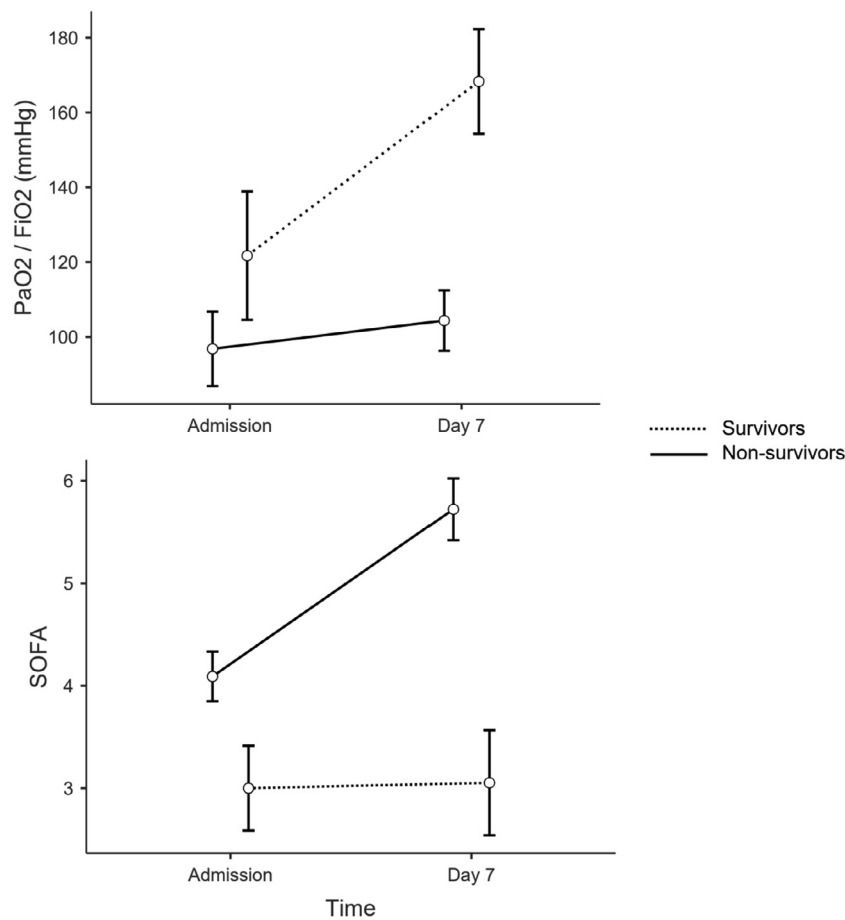 PaO2 / FiO2 (mmHg)
180
160
140
120
100
Admission
Day 7
Survivors
Non-survivors
SOFA
6
5
4
3
Admission
Day 7
Time